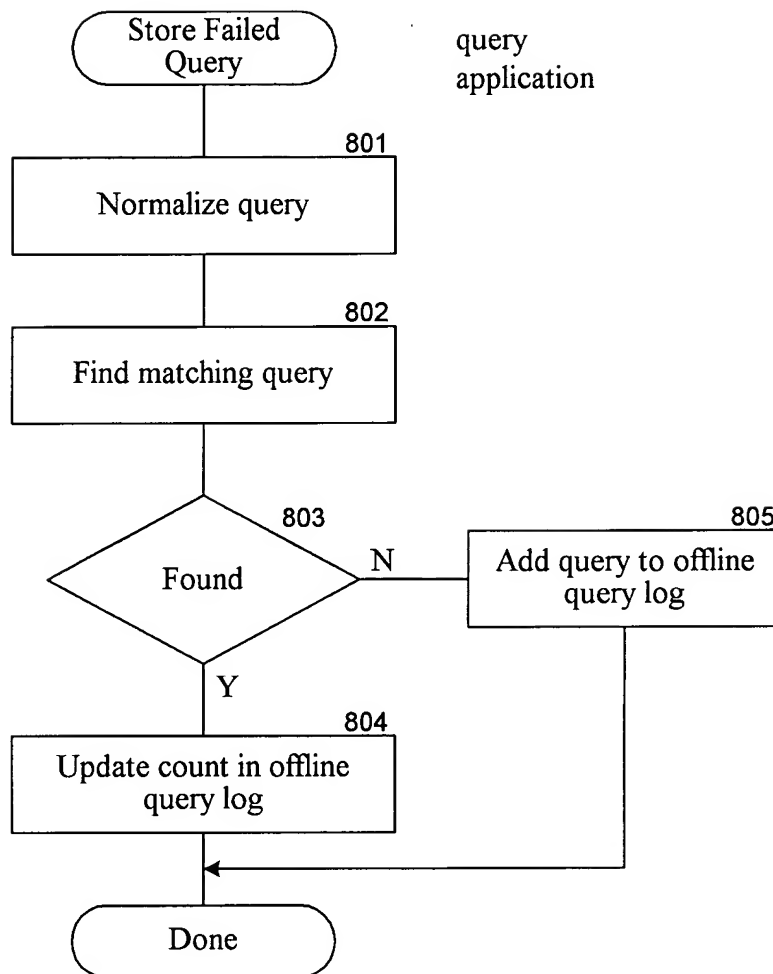 Store Failed
Query
query
application
801
Normalize query
802
Find matching query
803
Found
N
805
Add query to offline
query log
Y
804
Update count in offline
query log
Done